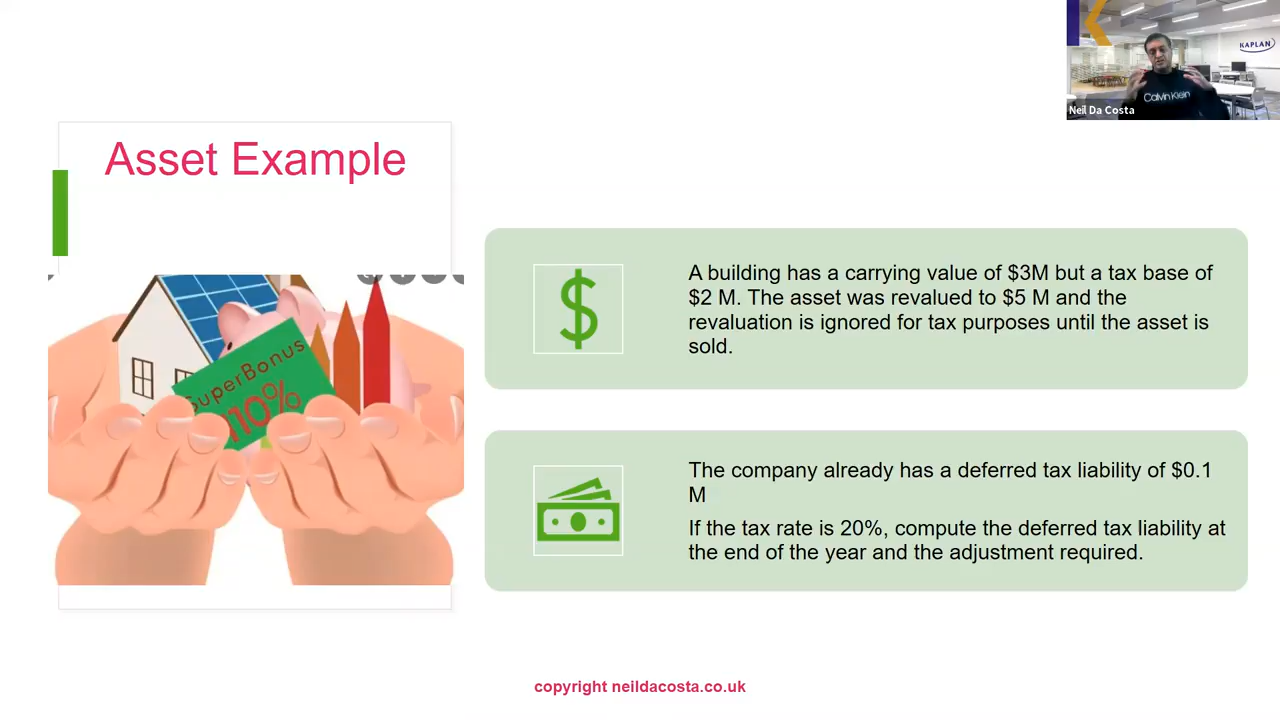 KAPLAN
Calvin Klein
Neil Da Costa
Asset Example
SuperBonus
110%
A building has a carrying value of $3M but a tax base of
$2 M. The asset was revalued to $5 M and the
revaluation is ignored for tax purposes until the asset is
sold.
The company already has a deferred tax liability of $0.1
M
If the tax rate is 20%, compute the deferred tax liability at
the end of the year and the adjustment required.
copyright neildacosta.co.uk